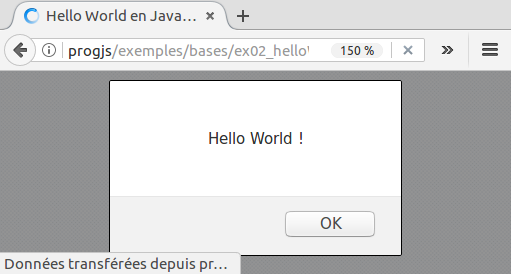 Hello World en Java...
progjs/exemples/bases/ex02_hello
150 %
Hello World !
OK
Données transférées depuis pr...